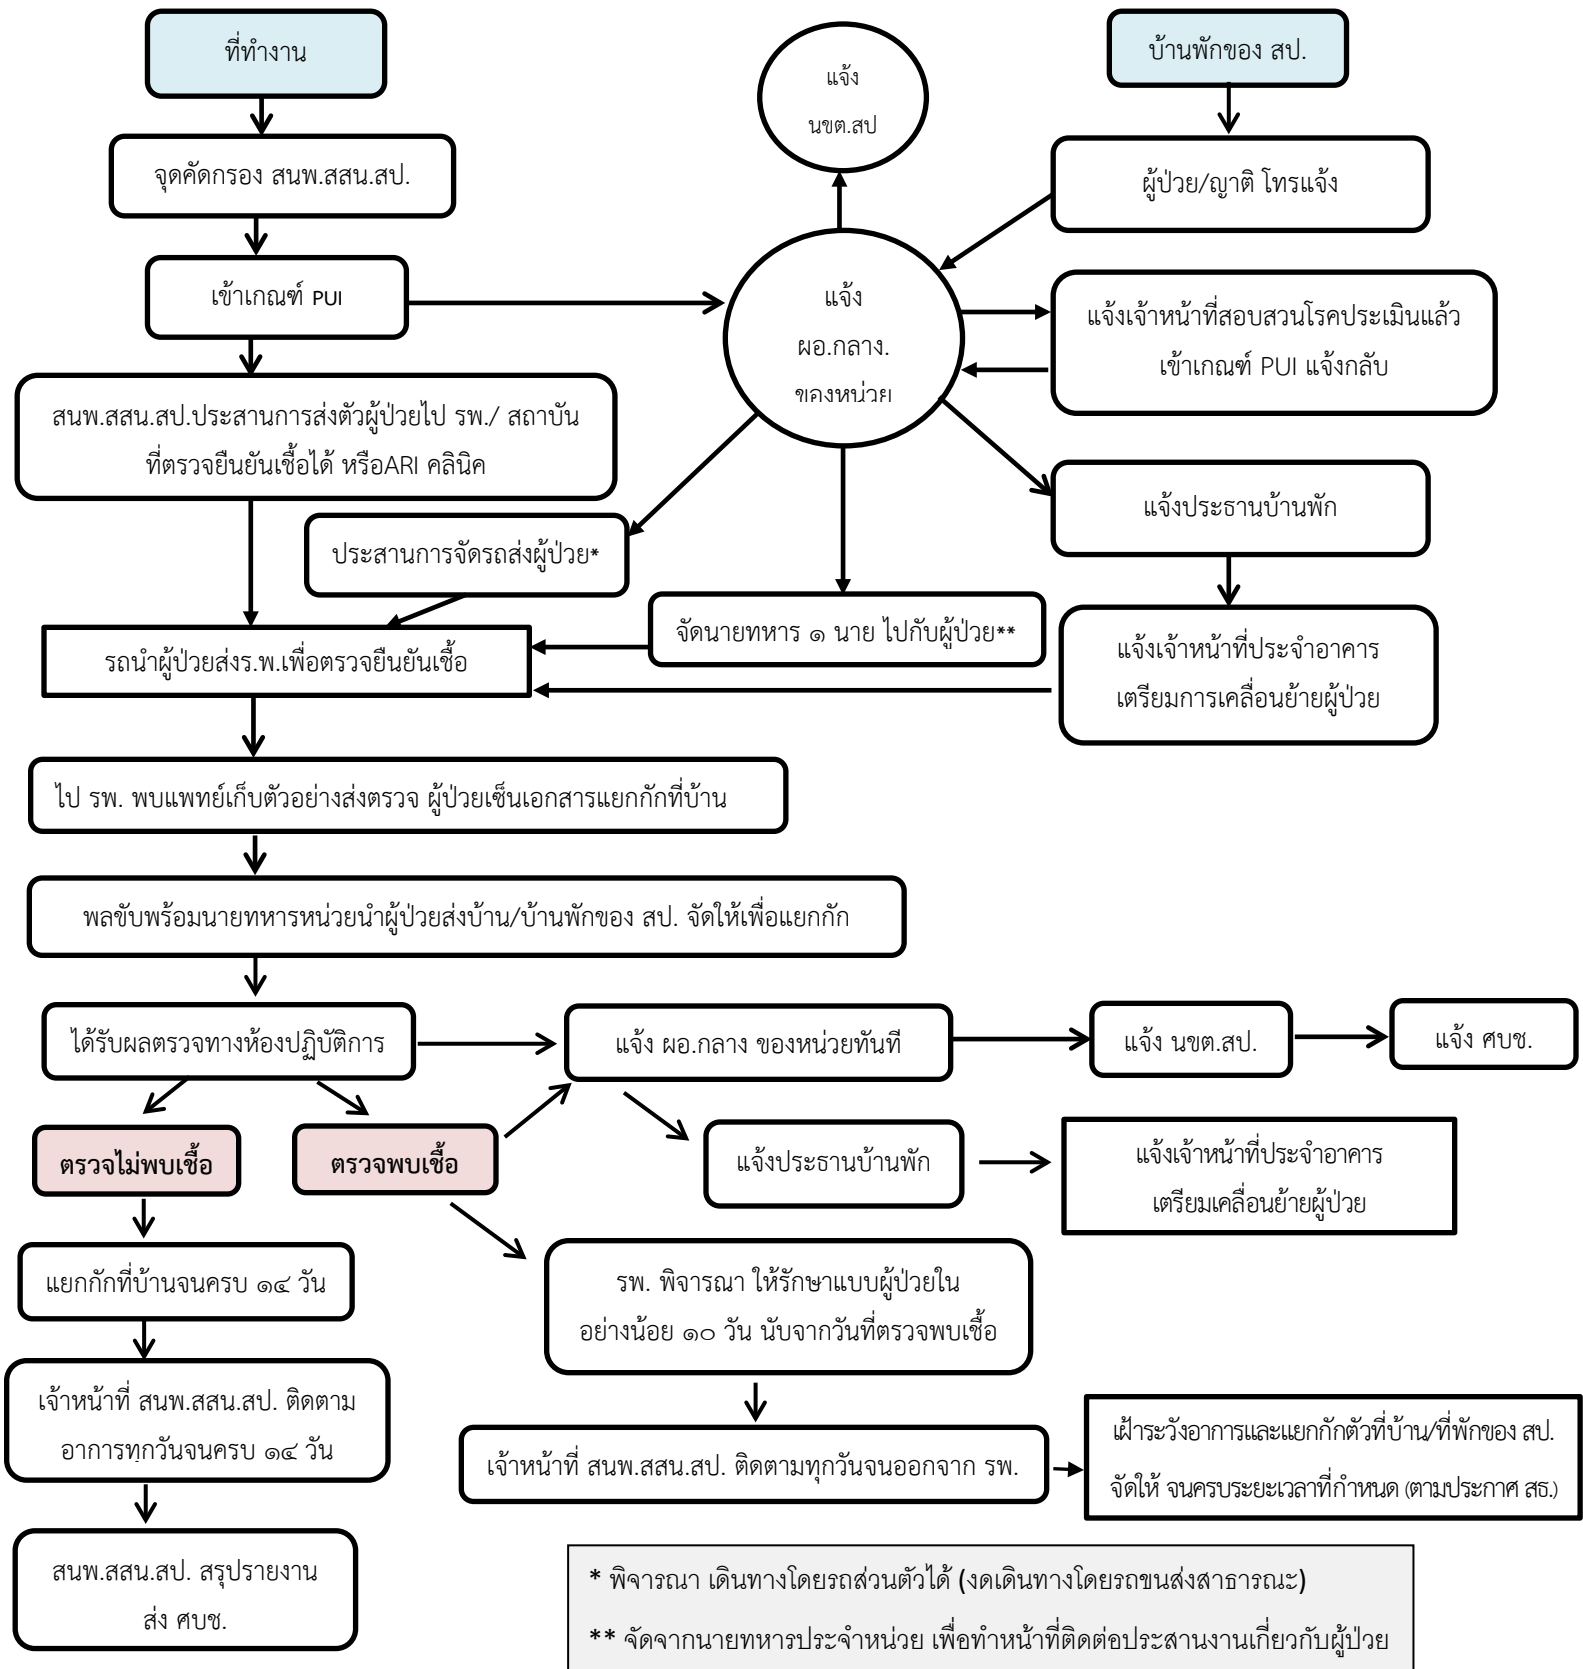 ที่ทำงาน
แจ้ง
นขต.สป
บ้านพักของ สป.
จุดคัดกรอง สนพ.สสน.สป.
ผู้ป่วย/ญาติ โทรแจ้ง
เข้าเกณฑ์ PUI
แจ้ง
ผอ.กลาง.
ของหน่วย
แจ้งเจ้าหน้าที่สอบสวนโรคประเมินแล้ว
เข้าเกณฑ์ PUI แจ้งกลับ
สนพ.สสน.สป.ประสานการส่งตัวผู้ป่วยไป รพ./ สถาบัน
ที่ตรวจยืนยันเชื้อได้ หรือARI คลินิค
แจ้งประธานบ้านพัก
ประสานการจัดรถส่งผู้ป่วย*
จัดนายทหาร ๑ นาย ไปกับผู้ป่วย**
รถนำผู้ป่วยส่งร.พ.เพื่อตรวจยืนยันเชื้อ
แจ้งเจ้าหน้าที่ประจำอาคาร
เตรียมการเคลื่อนย้ายผู้ป่วย
ไป รพ. พบแพทย์เก็บตัวอย่างส่งตรวจ ผู้ป่วยเซ็นเอกสารแยกกักที่บ้าน
พลขับพร้อมนายทหารหน่วยนำผู้ป่วยส่งบ้าน/บ้านพักของ สป. จัดให้เพื่อแยกกัก
ได้รับผลตรวจทางห้องปฏิบัติการ
แจ้ง ผอ.กลาง ของหน่วยทันที
แจ้ง นขต.สป.
แจ้ง ศบช.
ตรวจไม่พบเชื้อ
ตรวจพบเชื้อ
แจ้งประธานบ้านพัก
แจ้งเจ้าหน้าที่ประจำอาคาร
เตรียมเคลื่อนย้ายผู้ป่วย
แยกกักที่บ้านจนครบ ๑๔ วัน
รพ. พิจารณา ให้รักษาแบบผู้ป่วยใน
อย่างน้อย ๑๐ วัน นับจากวันที่ตรวจพบเชื้อ
เจ้าหน้าที่ สนพ.สสน.สป. ติดตาม
อาการทุกวันจนครบ ๑๔ วัน
เจ้าหน้าที่ สนพ.สสน.สป. ติดตามทุกวันจนออกจาก รพ.
เฝ้าระวังอาการและแยกกักตัวที่บ้าน/ที่พักของ สป.
จัดให้ จนครบระยะเวลาที่กำหนด (ตามประกาศ สธ.)
สนพ.สสน.สป. สรุปรายงาน
ส่ง ศบช.
* พิจารณา เดินทางโดยรถส่วนตัวได้ (งดเดินทางโดยรถขนส่งสาธารณะ)
** จัดจากนายทหารประจำหน่วย เพื่อทำหน้าที่ติดต่อประสานงานเกี่ยวกับผู้ป่วย